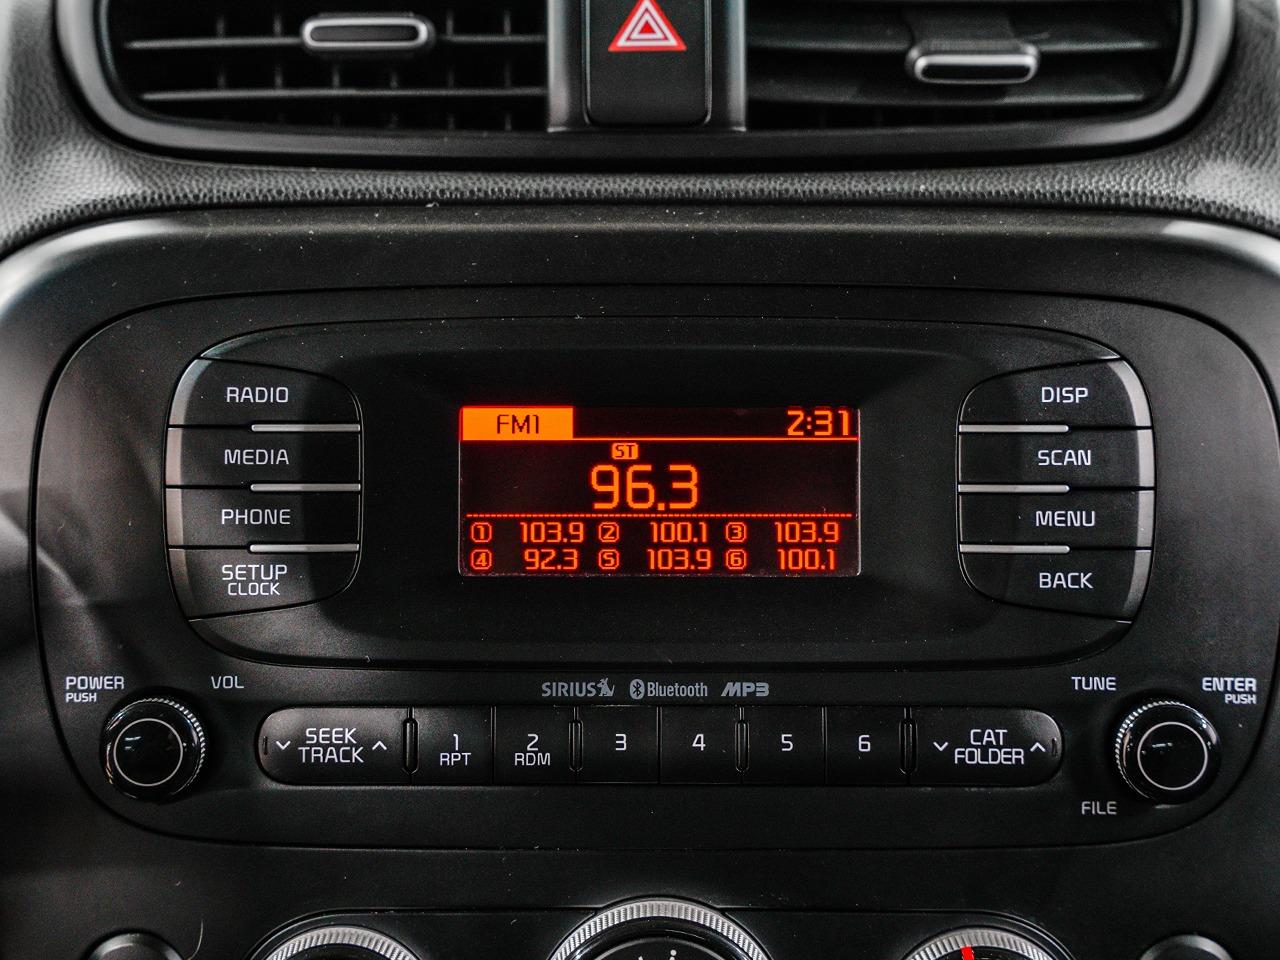 RADIO
MEDIA
PHONE
SETUP
CLOCK
FM1 2:31
ST
96.3
1 103.9 2 100.1 3 103.9
4 92.3 5 103.9 6 100.1
DISP
SCAN
MENU
BACK
POWER
PUSH
VOL
SIRIUS Bluetooth MP3
TUNE
ENTER
PUSH
SEEK
TRACK
1
RPT
2
RDM
3
4
5
6
CAT
FOLDER
FILE